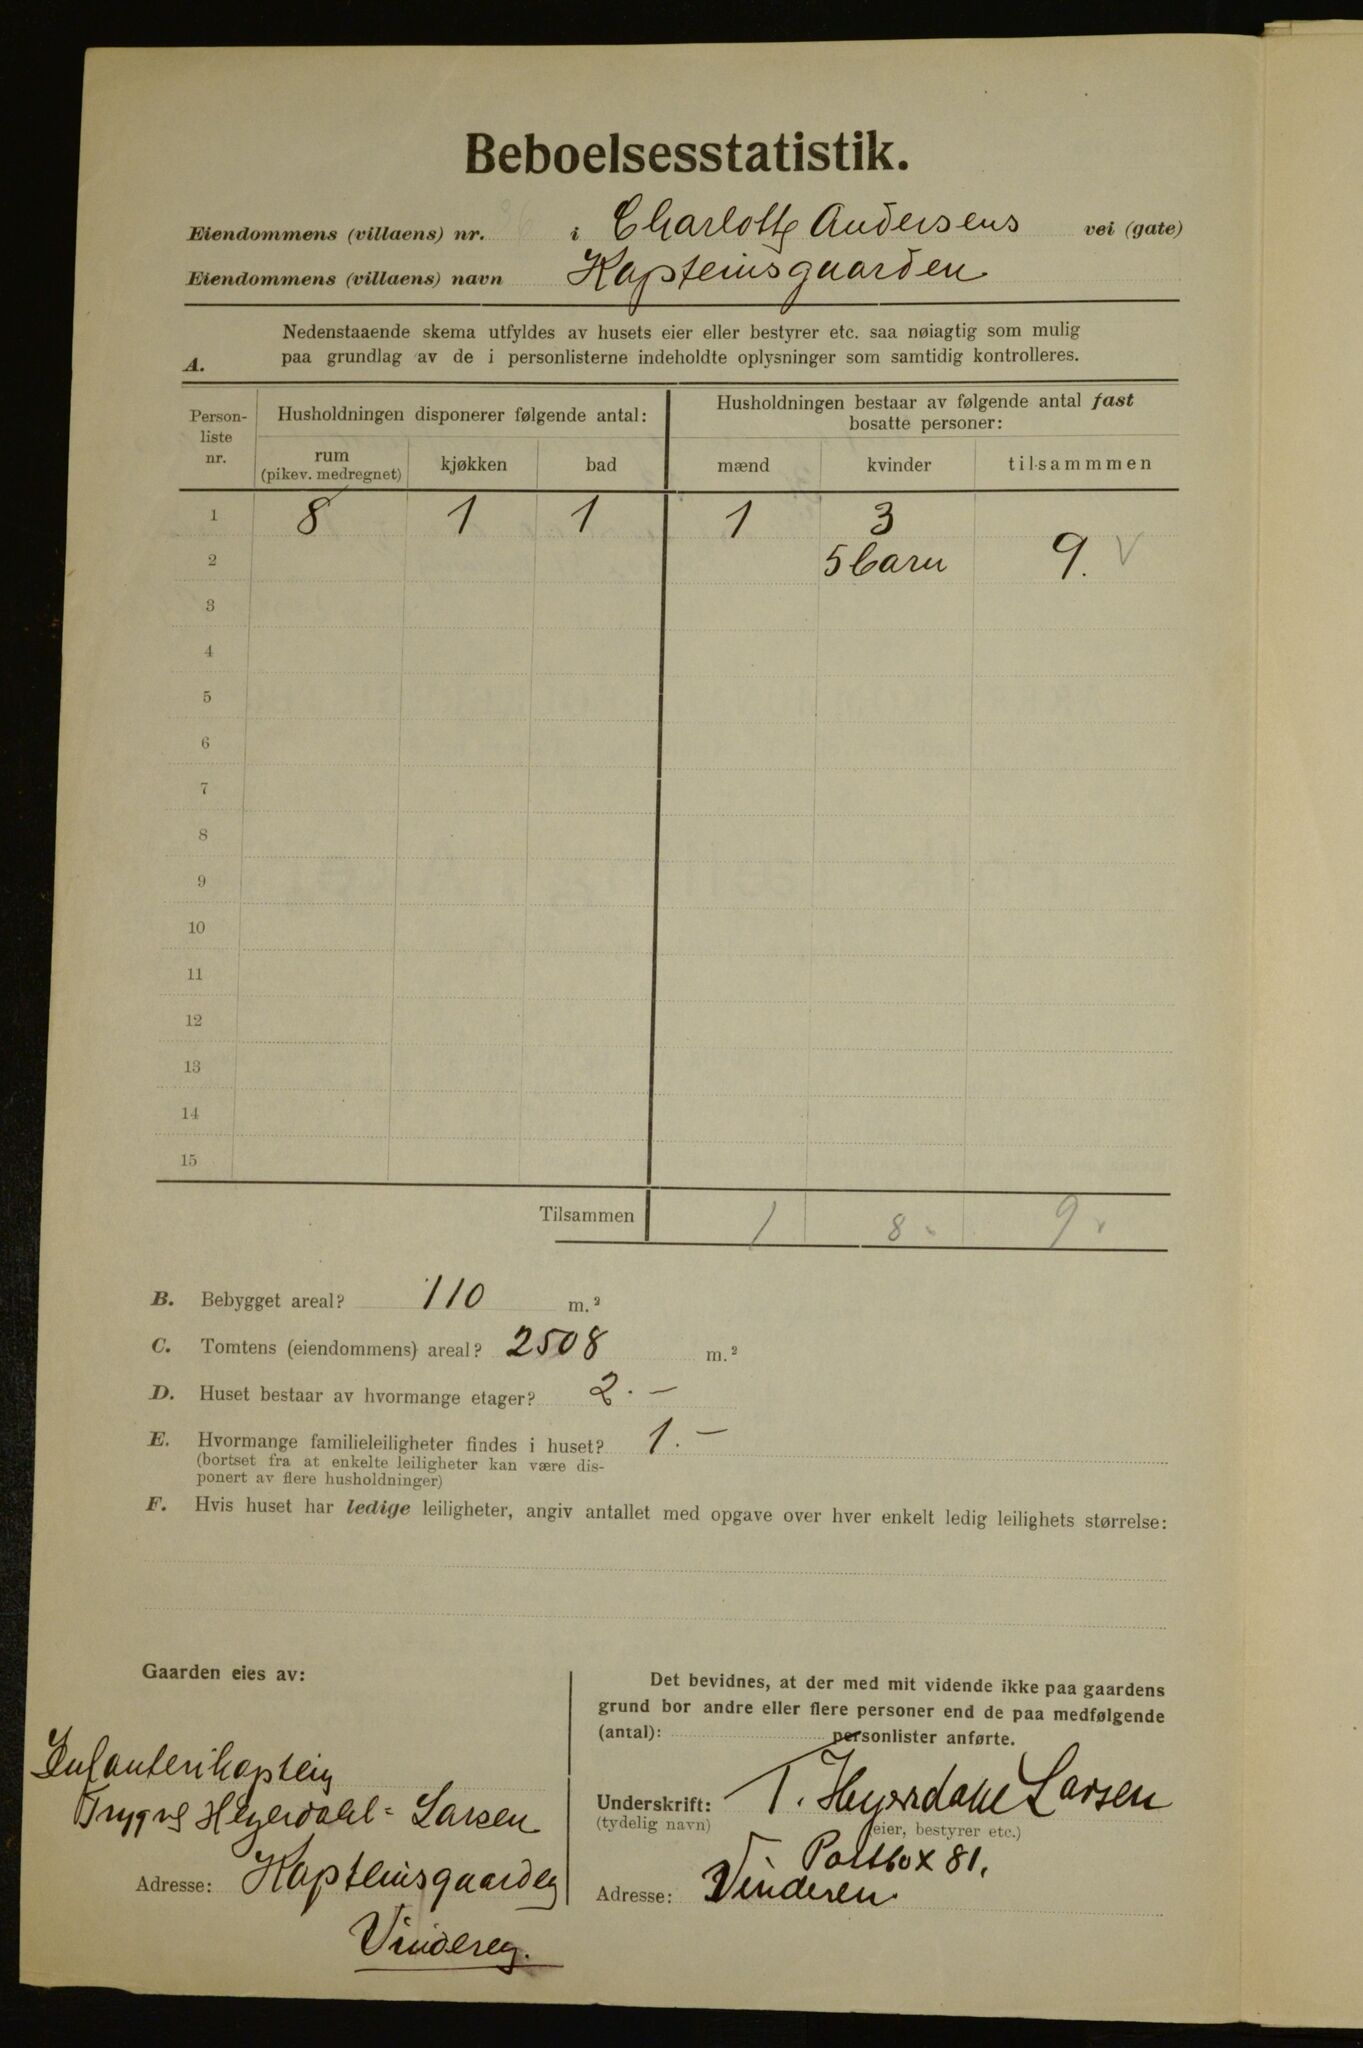 Beboelsesstatistik.
Eiendommens (villaens) nr. 36 i Charlotte Andersens vei (gate)
Eiendommens (villaens) navn Kapteinsgaarden
Nedenstaaende skema utfyldes av husets eier eller bestyrer etc. saa nøiagtig som mulig
A. paa grundlag av de i personlisterne indeholdte oplysninger som samtidig kontrolleres.
Person-
liste
nr.
Husholdningen disponerer følgende antal:
Husholdningen bestaar av følgende antal fast
bosatte personer:
rum
(pikev. medregnet)
kjøkken
bad
mænd
kvinder
tilsammmen
1 8 1 1 1 3
2 5 barn 9. V
3
4
5
6
7
8
9
10
11
12
13
14
15
Tilsammen 1 8 9
B. Bebygget areal? 110 m.²
C. Tomtens (eiendommens) areal? 2508 m.²
D. Huset bestaar av hvormange etager? 2. –
E. Hvormange familieleiligheter findes i huset? 1. –
(bortset fra at enkelte leiligheter kan være dis-
ponert av flere husholdninger)
F. Hvis huset har ledige leiligheter, angiv antallet med opgave over hver enkelt ledig leilighets størrelse:
Gaarden eies av:
Infanterikaptein
Trygve Heyerdahl-Larsen
Adresse: Kapteinsgaarden
Vinderen.
Det bevidnes, at der med mit vidende ikke paa gaardens
grund bor andre eller flere personer end de paa medfølgende
(antal): personlister anførte.
Underskrift: T. Heyerdahl Larsen
(tydelig navn) (eier, bestyrer etc.)
Postbox 81.
Adresse: Vinderen.